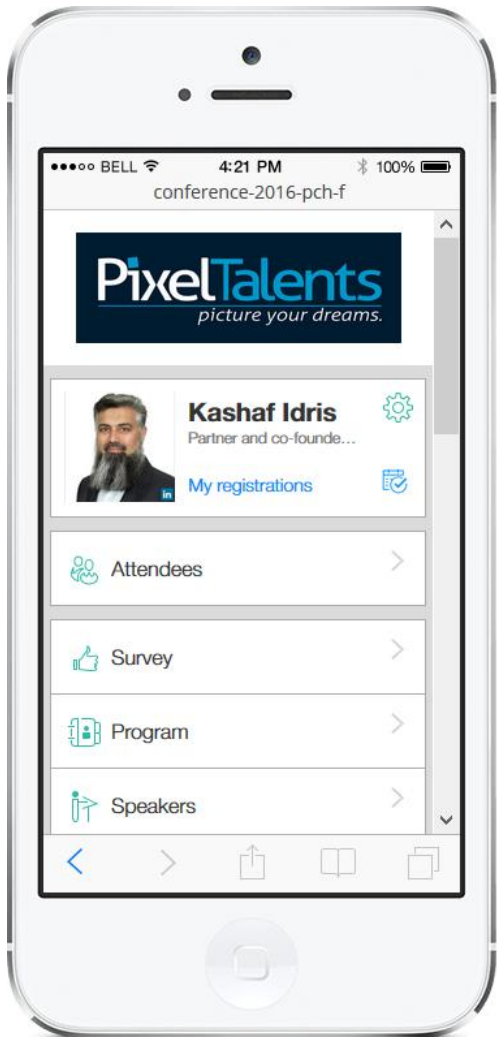 ●●●○○ BELL 4:21 PM 100%
conference-2016-pch-f
PixelTalents
picture your dreams.
Kashaf Idris
Partner and co-founde...
in
My registrations
Attendees
Survey
Program
Speakers